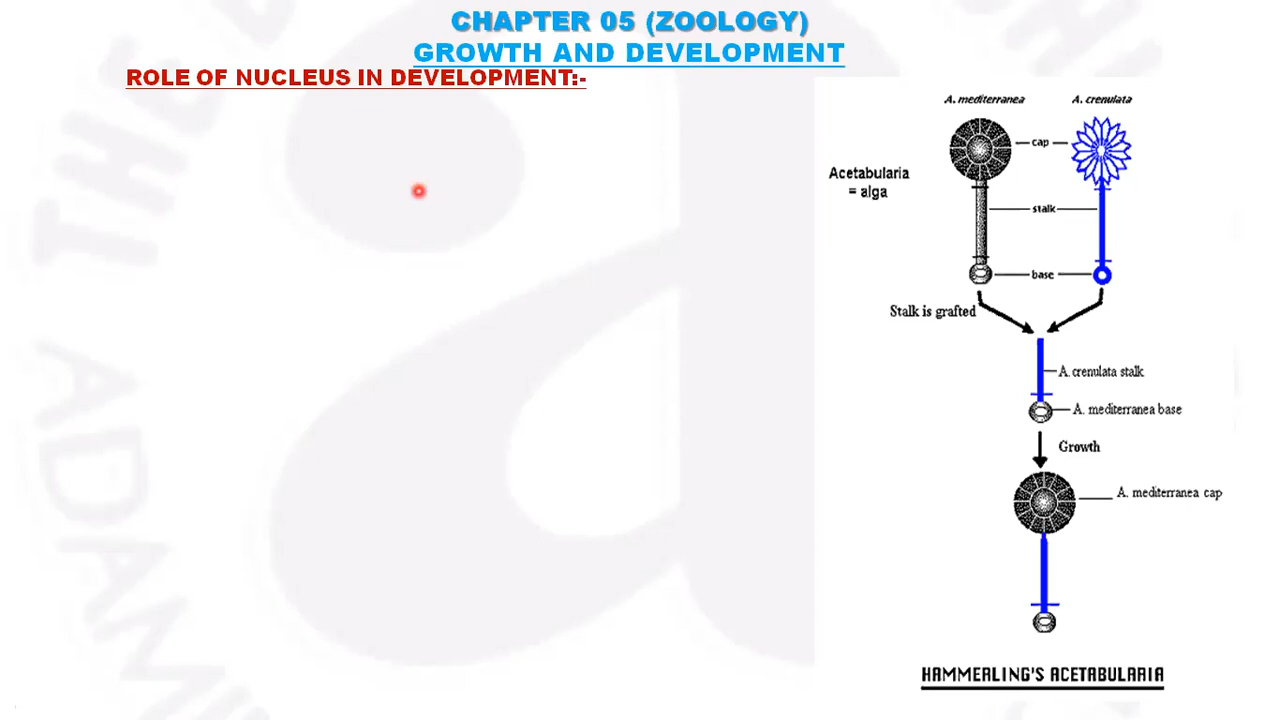 CHAPTER 05 (ZOOLOGY)
GROWTH AND DEVELOPMENT
ROLE OF NUCLEUS IN DEVELOPMENT:-
A. mediterranea
A. crenulata
cap
Acetabularia
= alga
stalk
base
Stalk is grafted
A. crenulata stalk
A. mediterranea base
Growth
A. mediterranea cap
HAMMERLING'S ACETABULARIA